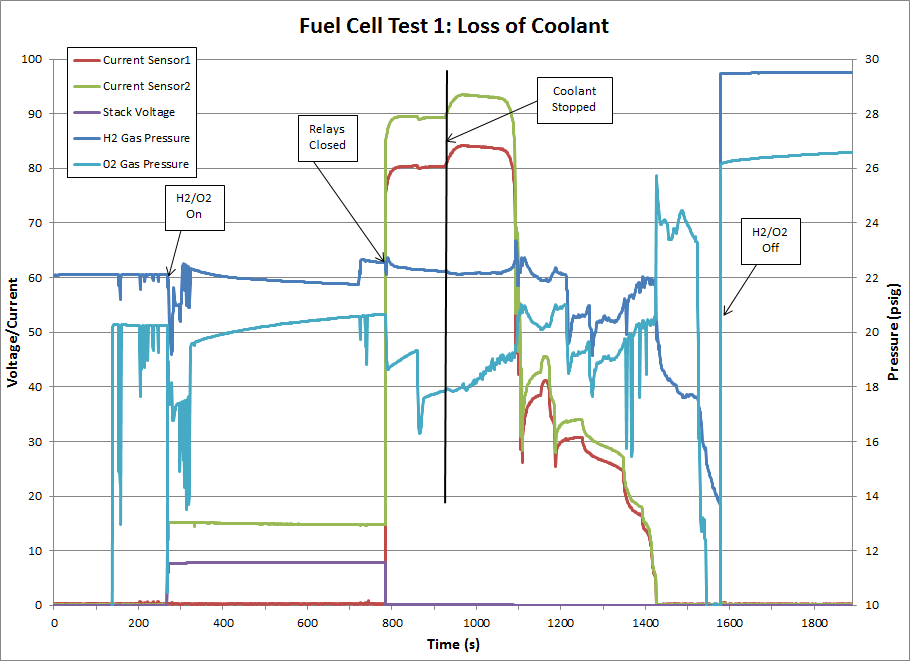 Fuel Cell Test 1: Loss of Coolant
Current Sensor1
Current Sensor2
Stack Voltage
H2 Gas Pressure
O2 Gas Pressure
H2/O2
On
Relays
Closed
Coolant
Stopped
H2/O2
Off
Voltage/Current
100
90
80
70
60
50
40
30
20
10
0
Pressure (psig)
30
28
26
24
22
20
18
16
14
12
10
0 200 400 600 800 1000 1200 1400 1600 1800
Time (s)